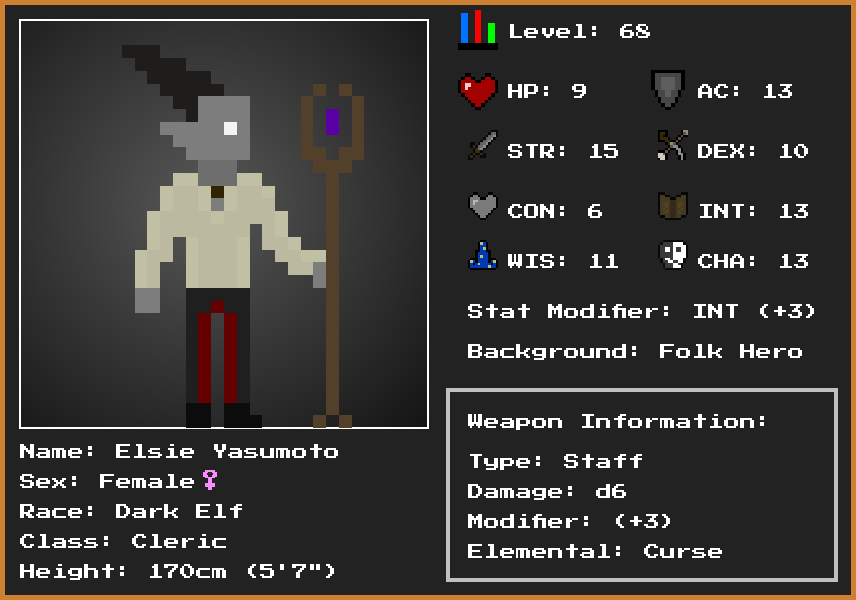 Level: 68
HP: 9
AC: 13
STR: 15
DEX: 10
CON: 6
INT: 13
WIS: 11
CHA: 13
Stat Modifier: INT (+3)
Background: Folk Hero
Weapon Information:
Type: Staff
Damage: d6
Modifier: (+3)
Elemental: Curse
Name: Elsie Yasumoto
Sex: Female♀
Race: Dark Elf
Class: Cleric
Height: 170cm (5'7")